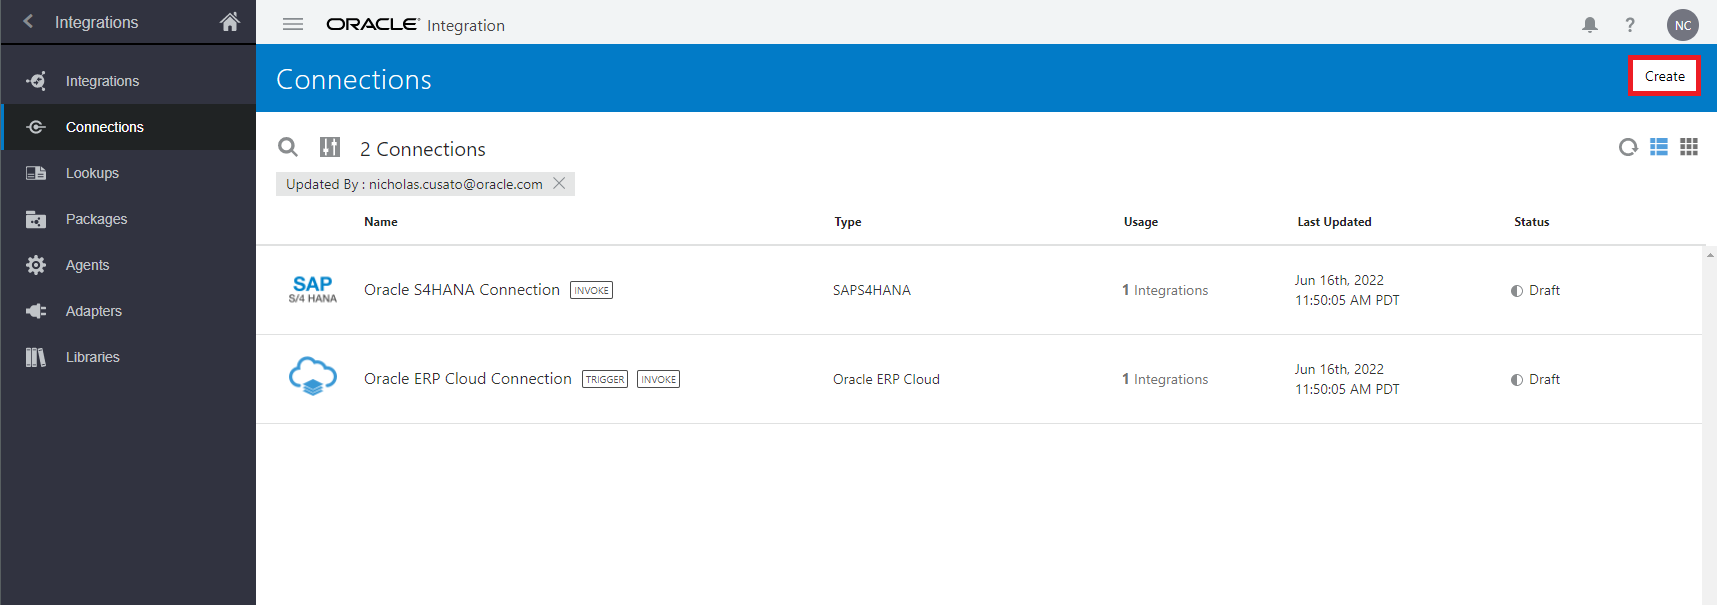 Integrations
ORACLE Integration
?
NC
Integrations
Connections
Lookups
Packages
Agents
Adapters
Libraries
Connections
Create
2 Connections
Updated By : nicholas.cusato@oracle.com
Name Type Usage Last Updated Status
SAP
S/4 HANA
Oracle S4HANA Connection INVOKE SAPS4HANA 1 Integrations Jun 16th, 2022
11:50:05 AM PDT Draft
Oracle ERP Cloud Connection TRIGGER INVOKE Oracle ERP Cloud 1 Integrations Jun 16th, 2022
11:50:05 AM PDT Draft